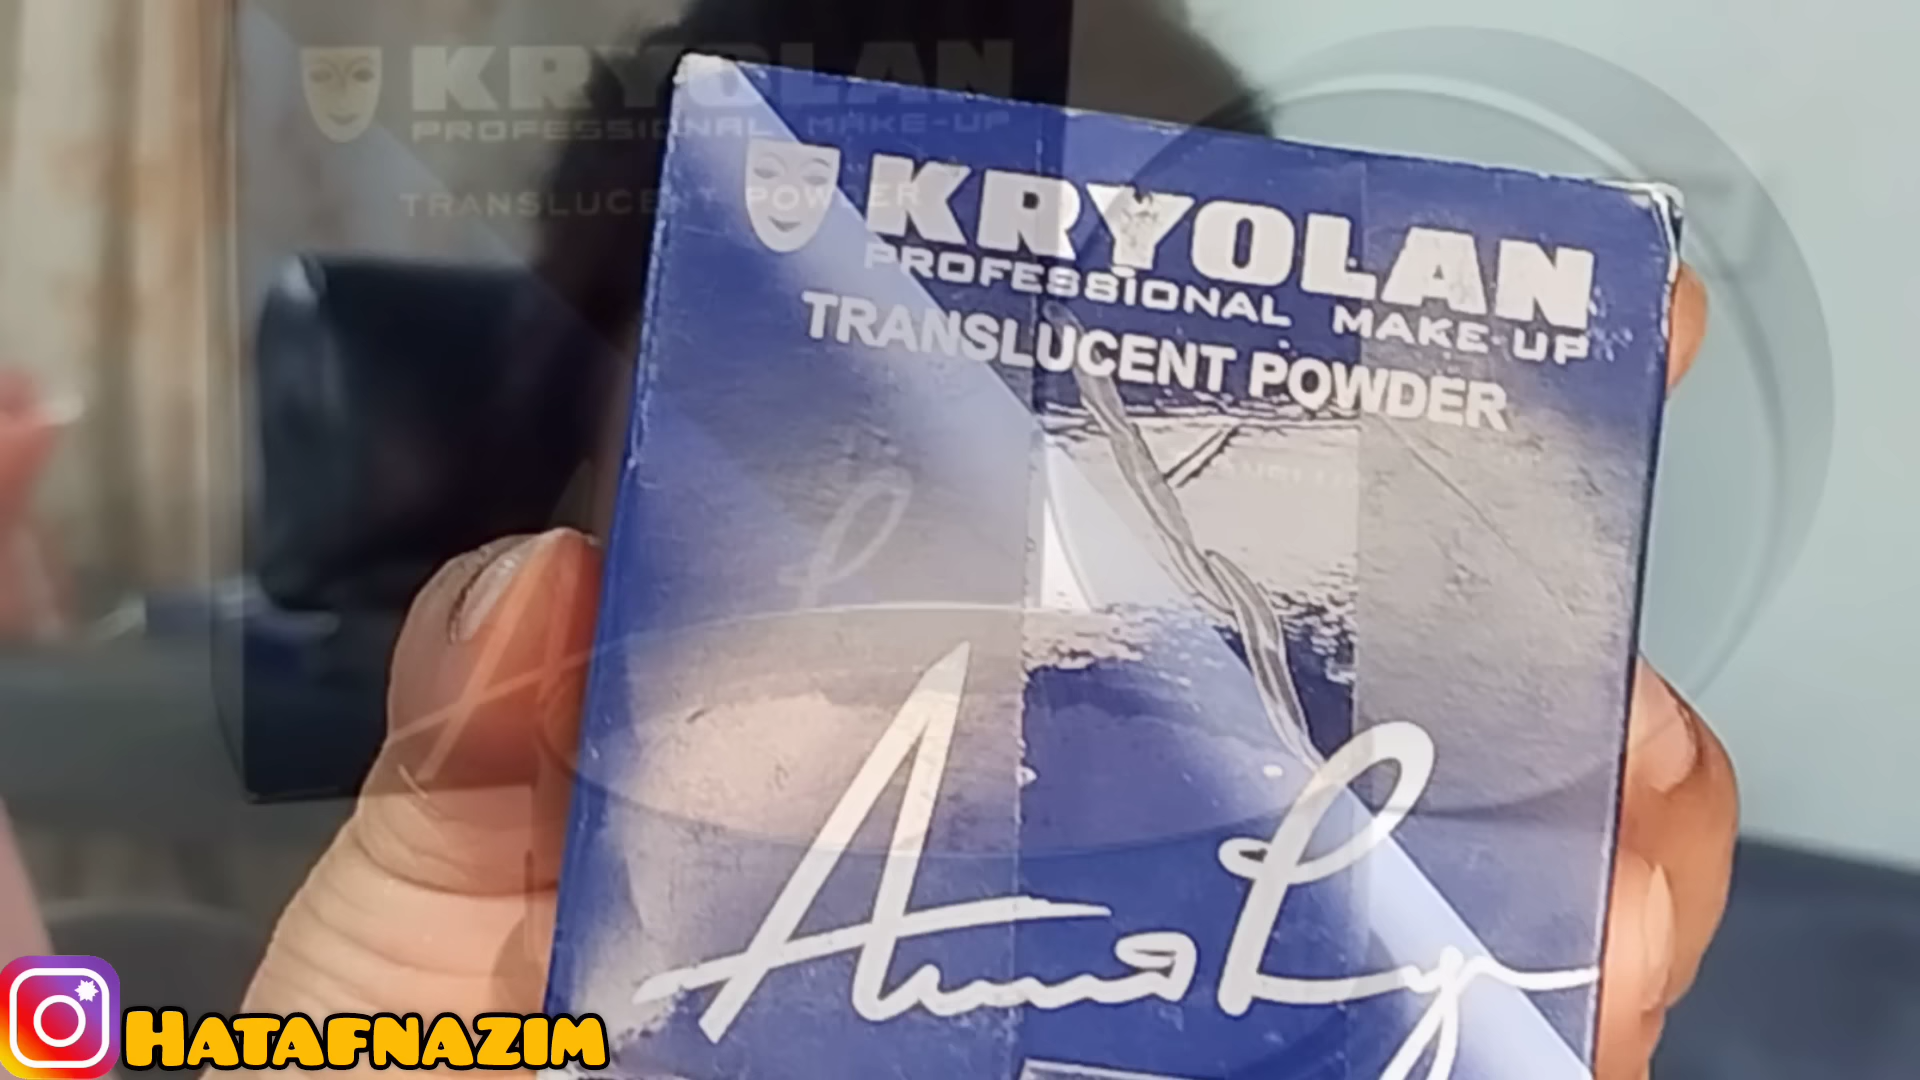 KRYOLAN
PROFESSIONAL MAKE-UP
TRANSLUCENT POWDER
KRYOLAN
PROFESSIONAL MAKE-UP
TRANSLUCENT POWDER
HATAFNAZIM